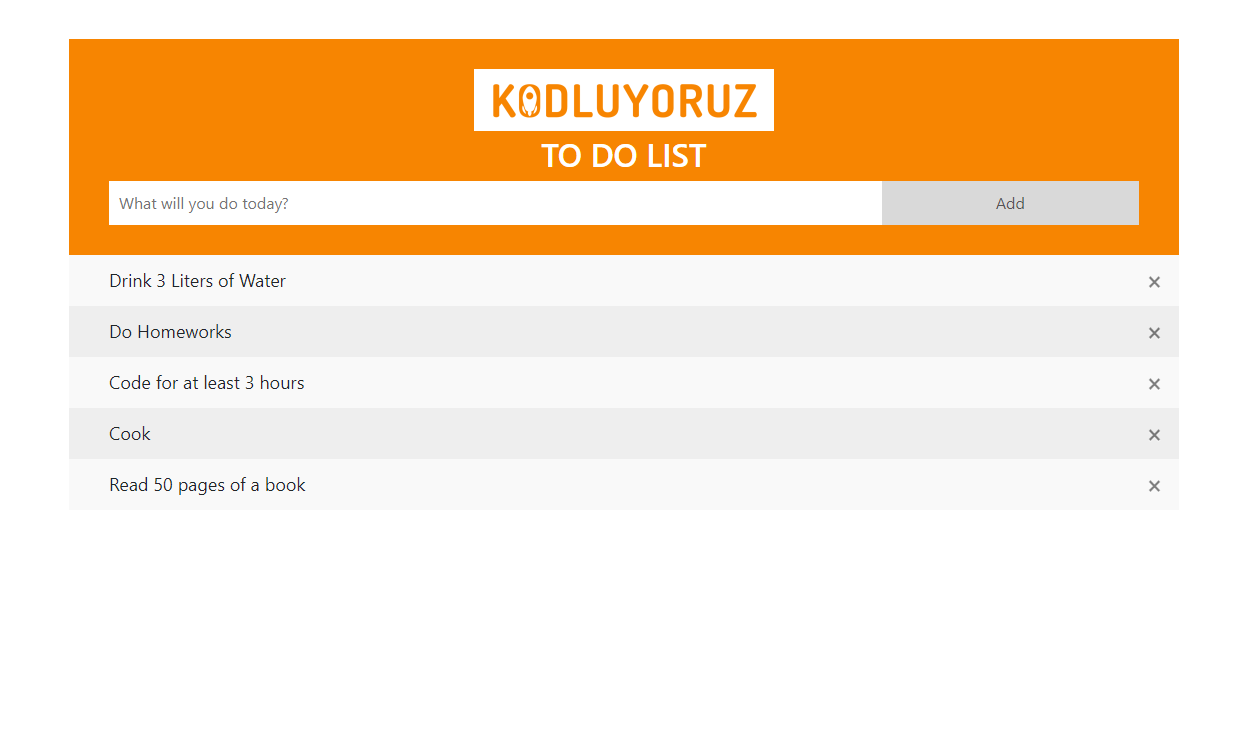 KODLUYORUZ
TO DO LIST
What will you do today? Add
Drink 3 Liters of Water ×
Do Homeworks ×
Code for at least 3 hours ×
Cook ×
Read 50 pages of a book ×